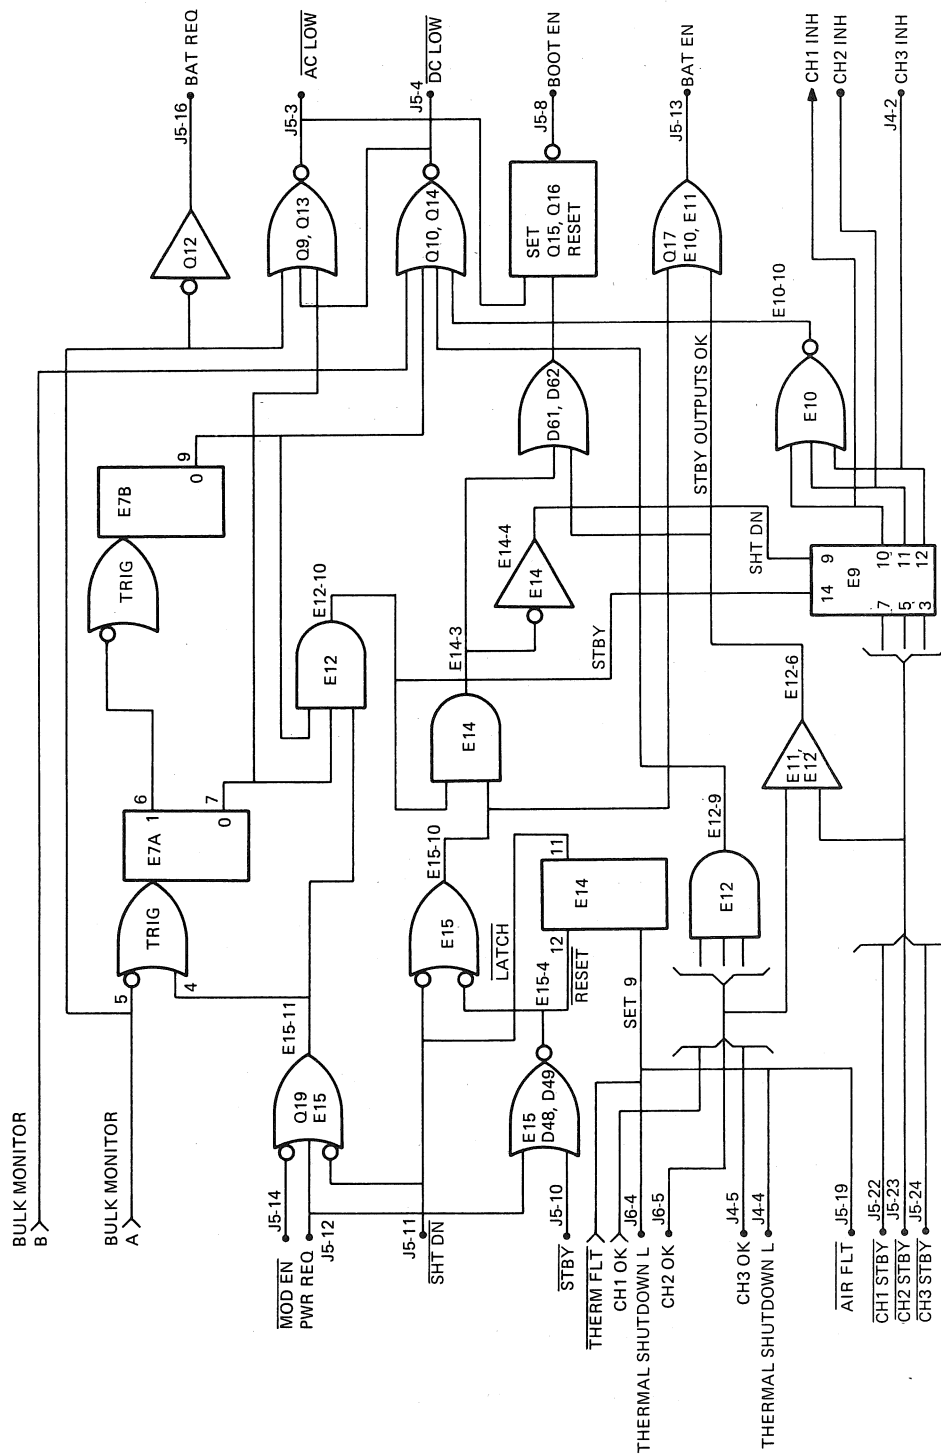 BULK MONITOR
B
BULK MONITOR
A
MOD EN
J5-14
PWR REQ
J5-12
SHT DN
J5-11
STBY
J5-10
THERM FLT
CH1 OK
THERMAL SHUTDOWN L
J6-4
CH2 OK
J6-5
CH3 OK
J4-5
THERMAL SHUTDOWN L
J4-4
AIR FLT
J5-19
CH1 STBY
J5-22
CH2 STBY
J5-23
CH3 STBY
J5-24
5
4
TRIG
E7A
1
6
0
7
TRIG
E7B
0
9
Q19
E15
E15-11
E12
E12-10
E15
E15-10
LATCH
E15
D48, D49
E15-4
RESET
12
11
E14
SET 9
E14
E14-3
E14
E14-4
STBY
SHT DN
E12
E12-9
E11,
E12
E12-6
STBY OUTPUTS OK
7
5
3
14
9
E9
10
11
12
E10
E10-10
D61, D62
SET
Q15, Q16
RESET
Q12
Q9, Q13
Q10, Q14
Q17
E10, E11
J5-16
BAT REQ
J5-3
AC LOW
J5-4
DC LOW
J5-8
BOOT EN
J5-13
BAT EN
CH1 INH
CH2 INH
J4-2
CH3 INH